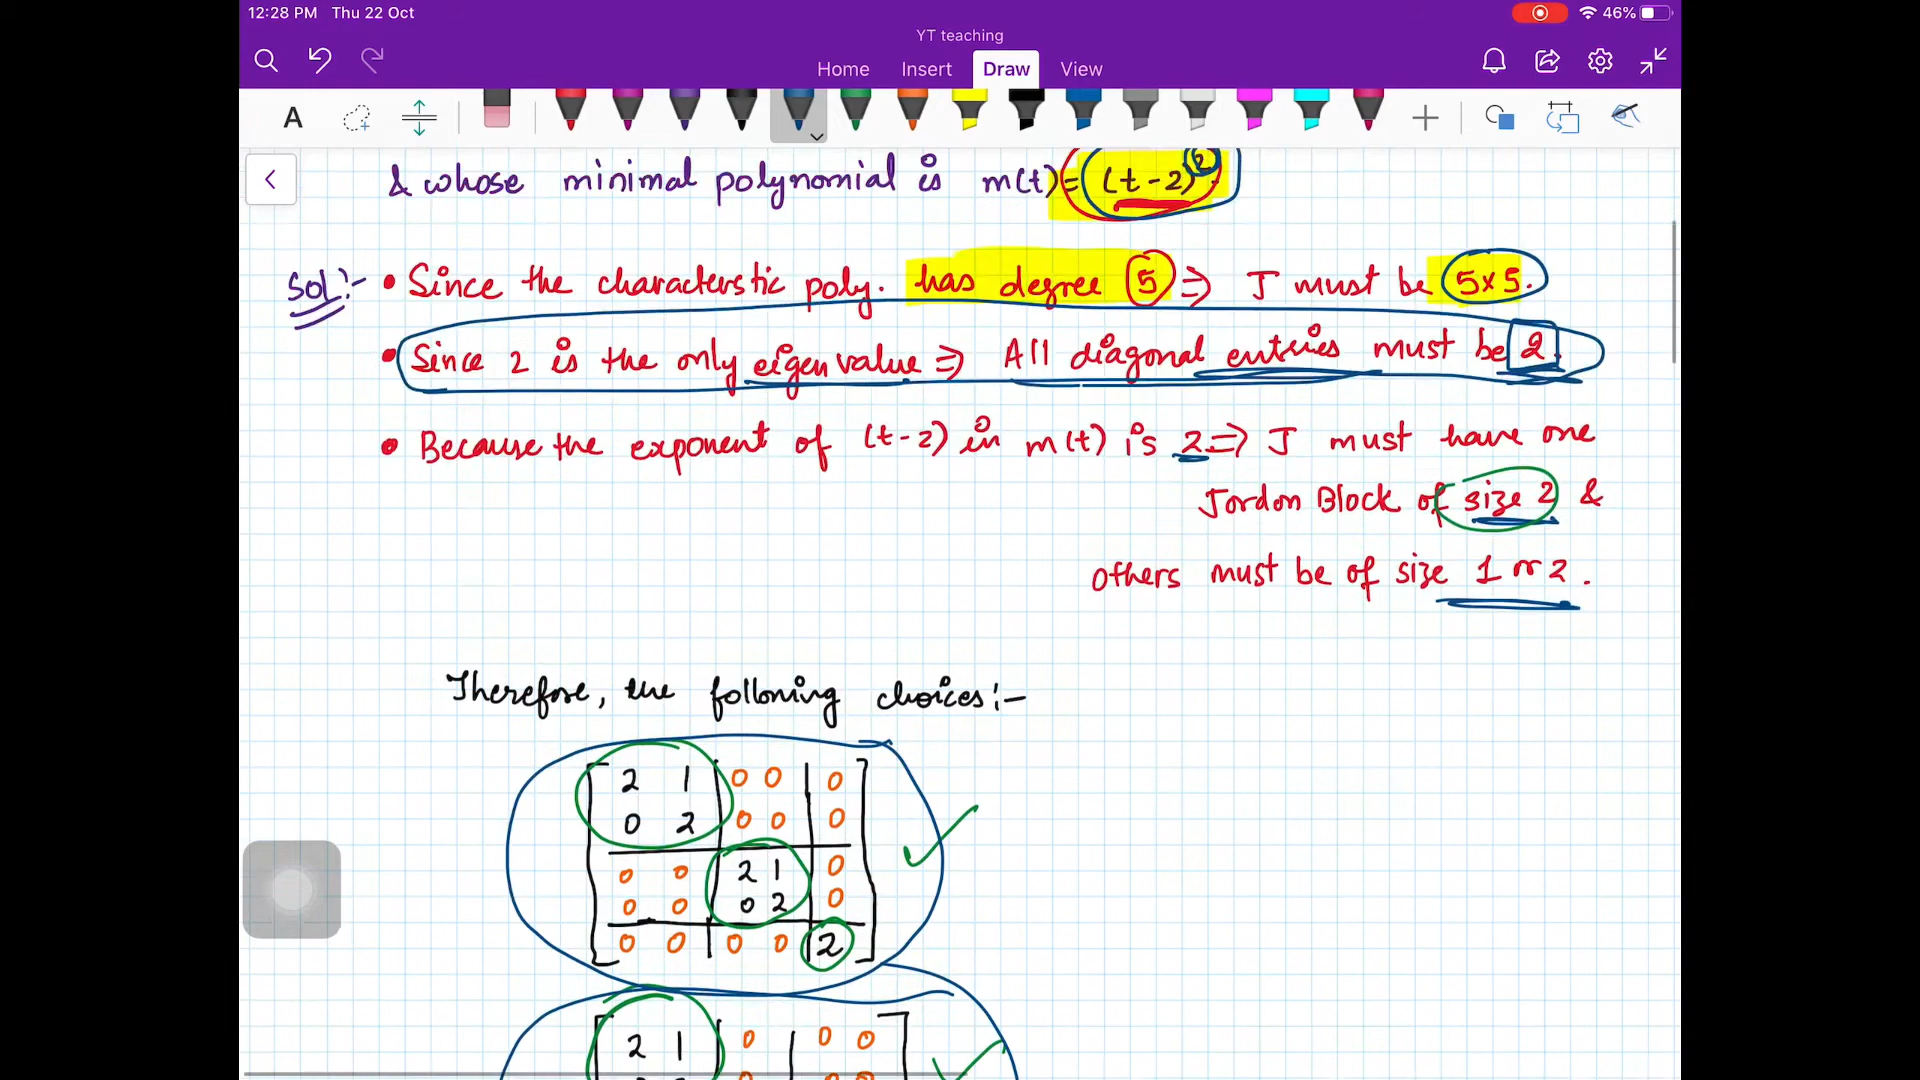 12:28 PM Thu 22 Oct
46%
YT teaching
Home Insert Draw View
A
& whose minimal polynomial is m(t) = (t-2)²
Sol:- • Since the characterstic poly. has degree 5 ⇒ J must be 5×5.
• Since 2 is the only eigen value ⇒ All diagonal enteries must be 2.
• Because the exponent of (t-2) in m(t) is 2 ⇒ J must have one
Jordon Block of size 2 &
others must be of size 1 or 2.
Therefore, the following choices:-
2 1 0 0 0
0 2 0 0 0
0 0 2 1 0
0 0 0 2 0
0 0 0 0 2
2 1 0 0 0